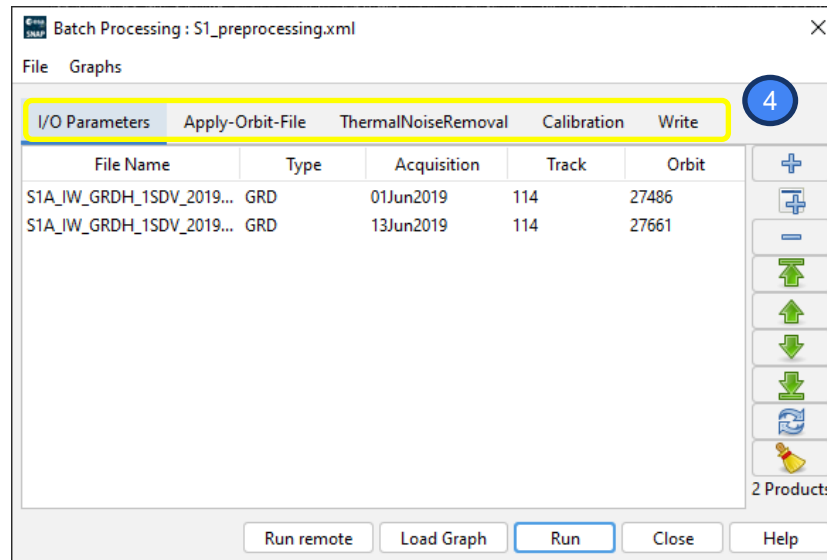 esa SNAP Batch Processing : S1_preprocessing.xml
File Graphs
4
I/O Parameters Apply-Orbit-File ThermalNoiseRemoval Calibration Write
File Name Type Acquisition Track Orbit
S1A_IW_GRDH_1SDV_2019... GRD 01Jun2019 114 27486
S1A_IW_GRDH_1SDV_2019... GRD 13Jun2019 114 27661
2 Products
Run remote Load Graph Run Close Help